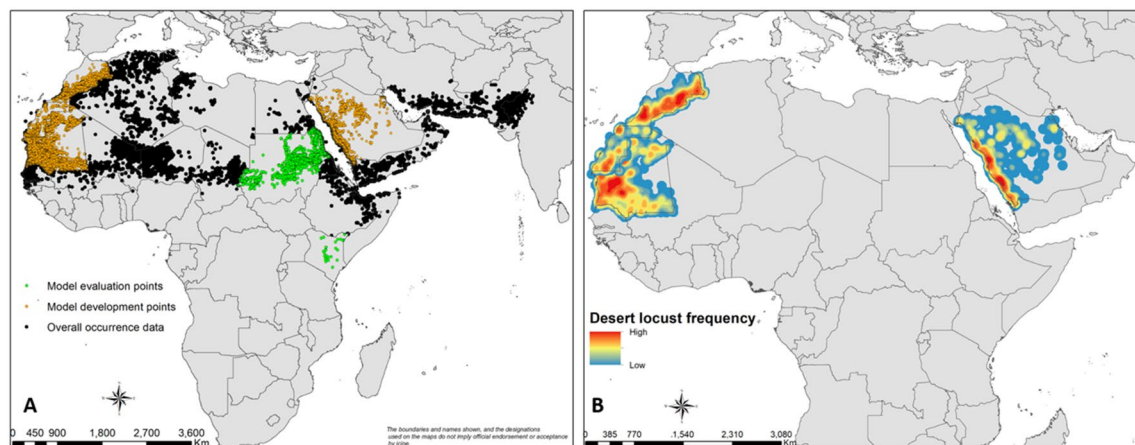 Model evaluation points
Model development points
Overall occurrence data
A
0 450 900 1,800 2,700 3,600
Km
The boundaries and names shown, and the designations
used on the maps do not imply official endorsement or acceptance
by icipe
Desert locust frequency
High
Low
B
0 385 770 1,540 2,310 3,080
Km